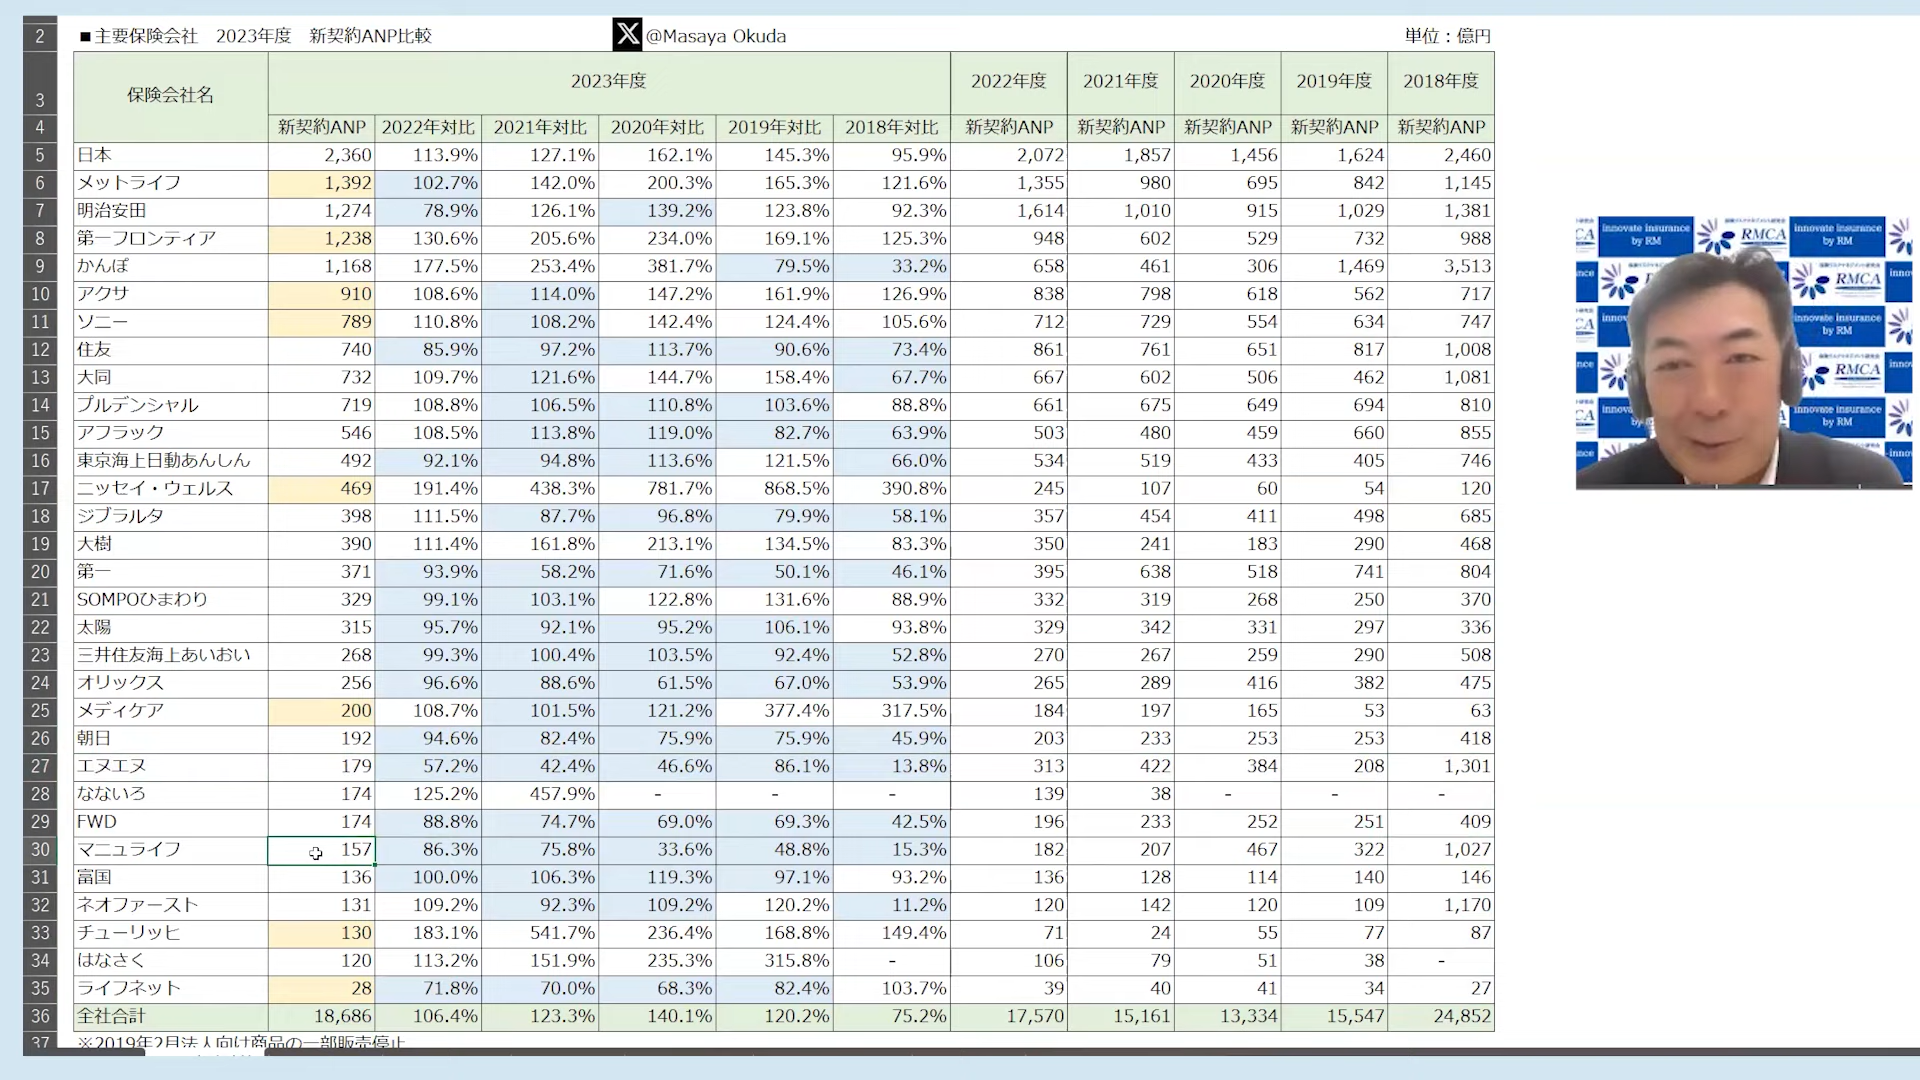 2 ■主要保険会社　2023年度　新契約ANP比較 X @Masaya Okuda 単位：億円
3 保険会社名 2023年度 2022年度 2021年度 2020年度 2019年度 2018年度
4 新契約ANP 2022年対比 2021年対比 2020年対比 2019年対比 2018年対比 新契約ANP 新契約ANP 新契約ANP 新契約ANP 新契約ANP
5 日本 2,360 113.9% 127.1% 162.1% 145.3% 95.9% 2,072 1,857 1,456 1,624 2,460
6 メットライフ 1,392 102.7% 142.0% 200.3% 165.3% 121.6% 1,355 980 695 842 1,145
7 明治安田 1,274 78.9% 126.1% 139.2% 123.8% 92.3% 1,614 1,010 915 1,029 1,381
8 第一フロンティア 1,238 130.6% 205.6% 234.0% 169.1% 125.3% 948 602 529 732 988
9 かんぽ 1,168 177.5% 253.4% 381.7% 79.5% 33.2% 658 461 306 1,469 3,513
10 アクサ 910 108.6% 114.0% 147.2% 161.9% 126.9% 838 798 618 562 717
11 ソニー 789 110.8% 108.2% 142.4% 124.4% 105.6% 712 729 554 634 747
12 住友 740 85.9% 97.2% 113.7% 90.6% 73.4% 861 761 651 817 1,008
13 大同 732 109.7% 121.6% 144.7% 158.4% 67.7% 667 602 506 462 1,081
14 プルデンシャル 719 108.8% 106.5% 110.8% 103.6% 88.8% 661 675 649 694 810
15 アフラック 546 108.5% 113.8% 119.0% 82.7% 63.9% 503 480 459 660 855
16 東京海上日動あんしん 492 92.1% 94.8% 113.6% 121.5% 66.0% 534 519 433 405 746
17 ニッセイ・ウェルス 469 191.4% 438.3% 781.7% 868.5% 390.8% 245 107 60 54 120
18 ジブラルタ 398 111.5% 87.7% 96.8% 79.9% 58.1% 357 454 411 498 685
19 大樹 390 111.4% 161.8% 213.1% 134.5% 83.3% 350 241 183 290 468
20 第一 371 93.9% 58.2% 71.6% 50.1% 46.1% 395 638 518 741 804
21 SOMPOひまわり 329 99.1% 103.1% 122.8% 131.6% 88.9% 332 319 268 250 370
22 太陽 315 95.7% 92.1% 95.2% 106.1% 93.8% 329 342 331 297 336
23 三井住友海上あいおい 268 99.3% 100.4% 103.5% 92.4% 52.8% 270 267 259 290 508
24 オリックス 256 96.6% 88.6% 61.5% 67.0% 53.9% 265 289 416 382 475
25 メディケア 200 108.7% 101.5% 121.2% 377.4% 317.5% 184 197 165 53 63
26 朝日 192 94.6% 82.4% 75.9% 75.9% 45.9% 203 233 253 253 418
27 エヌエヌ 179 57.2% 42.4% 46.6% 86.1% 13.8% 313 422 384 208 1,301
28 なないろ 174 125.2% 457.9% - - - 139 38 - - -
29 FWD 174 88.8% 74.7% 69.0% 69.3% 42.5% 196 233 252 251 409
30 マニュライフ 157 86.3% 75.8% 33.6% 48.8% 15.3% 182 207 467 322 1,027
31 富国 136 100.0% 106.3% 119.3% 97.1% 93.2% 136 128 114 140 146
32 ネオファースト 131 109.2% 92.3% 109.2% 120.2% 11.2% 120 142 120 109 1,170
33 チューリッヒ 130 183.1% 541.7% 236.4% 168.8% 149.4% 71 24 55 77 87
34 はなさく 120 113.2% 151.9% 235.3% 315.8% - 106 79 51 38 -
35 ライフネット 28 71.8% 70.0% 68.3% 82.4% 103.7% 39 40 41 34 27
36 全社合計 18,686 106.4% 123.3% 140.1% 120.2% 75.2% 17,570 15,161 13,334 15,547 24,852
37 ※2019年2月法人向け商品の一部販売停止
innovate insurance by RM
RMCA
innovate insurance by RM
RMCA
innovate insurance by RM
RMCA
innovate insurance by RM